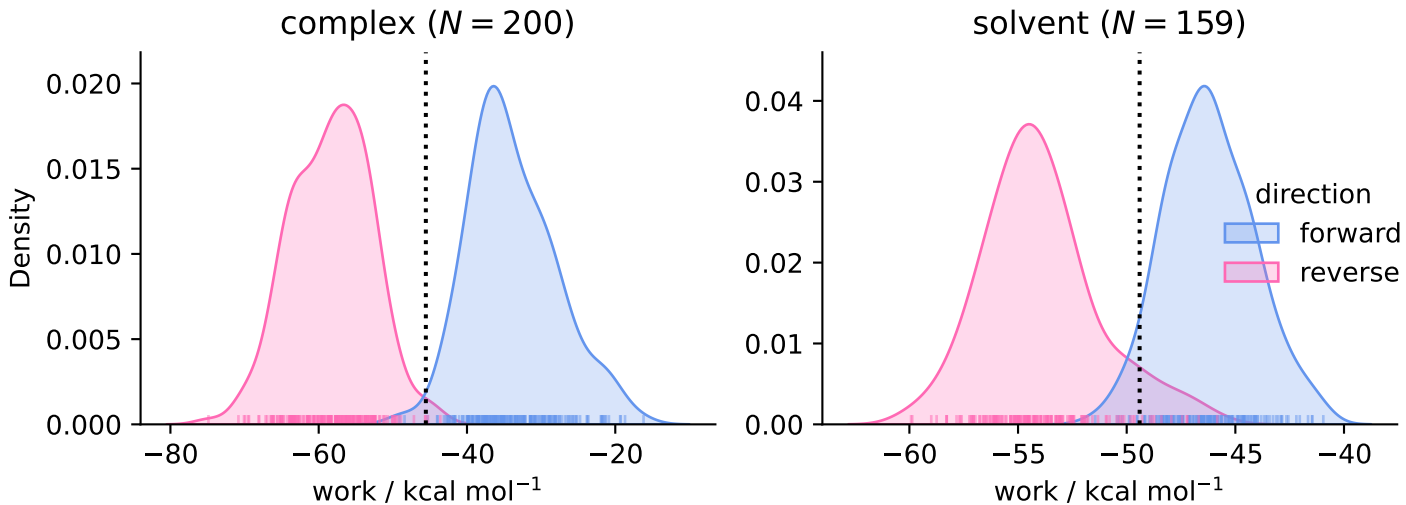 complex (N = 200)
Density
0.020
0.015
0.010
0.005
0.000
−80
−60
−40
−20
work / kcal mol⁻¹
solvent (N = 159)
0.04
0.03
0.02
0.01
0.00
−60
−55
−50
−45
−40
work / kcal mol⁻¹
direction
forward
reverse